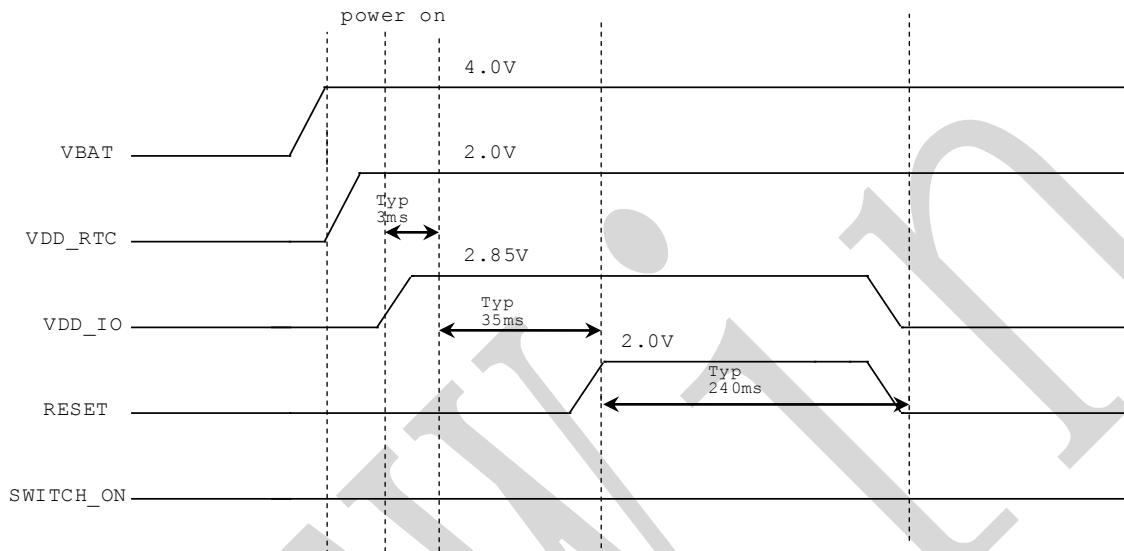 power on
4.0V
VBAT
2.0V
Typ
3ms
VDD_RTC
2.85V
Typ
35ms
VDD_IO
2.0V
Typ
240ms
RESET
SWITCH_ON